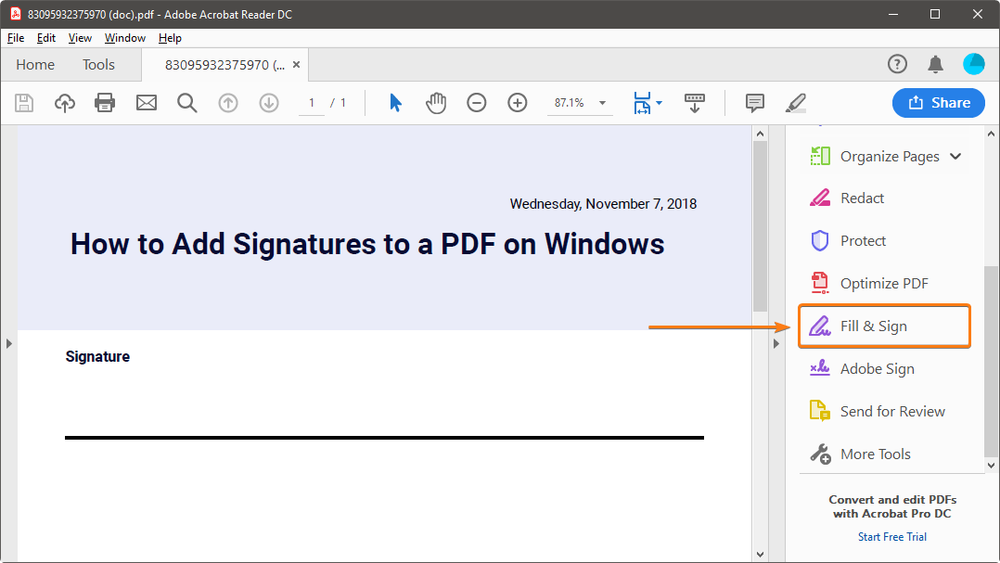 83095932375970 (doc).pdf - Adobe Acrobat Reader DC
File Edit View Window Help
Home Tools 83095932375970 (... ×
1 / 1 87.1% Share
Organize Pages
Wednesday, November 7, 2018
Redact
How to Add Signatures to a PDF on Windows
Protect
Optimize PDF
Fill & Sign
Signature
Adobe Sign
Send for Review
More Tools
Convert and edit PDFs
with Acrobat Pro DC
Start Free Trial